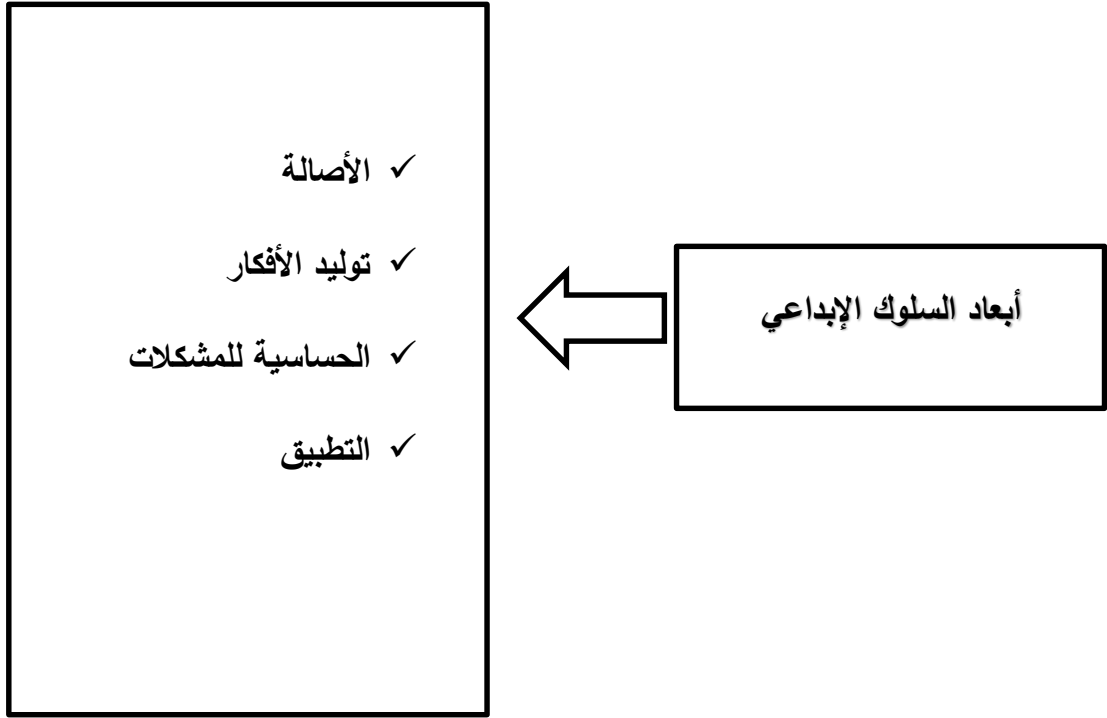 أبعاد السلوك الإبداعي
✓ الأصالة
✓ توليد الأفكار
✓ الحساسية للمشكلات
✓ التطبيق